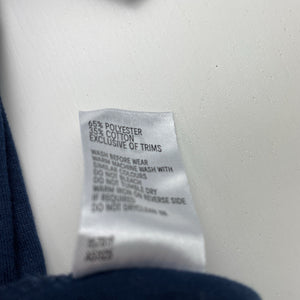 65% POLYESTER
35% COTTON
EXCLUSIVE OF TRIMS
WASH BEFORE WEAR
WARM MACHINE WASH WITH
SIMILAR COLOURS
DO NOT BLEACH
DO NOT TUMBLE DRY
WARM IRON ON REVERSE
IF REQUIRED
DO NOT DRYCLEAN